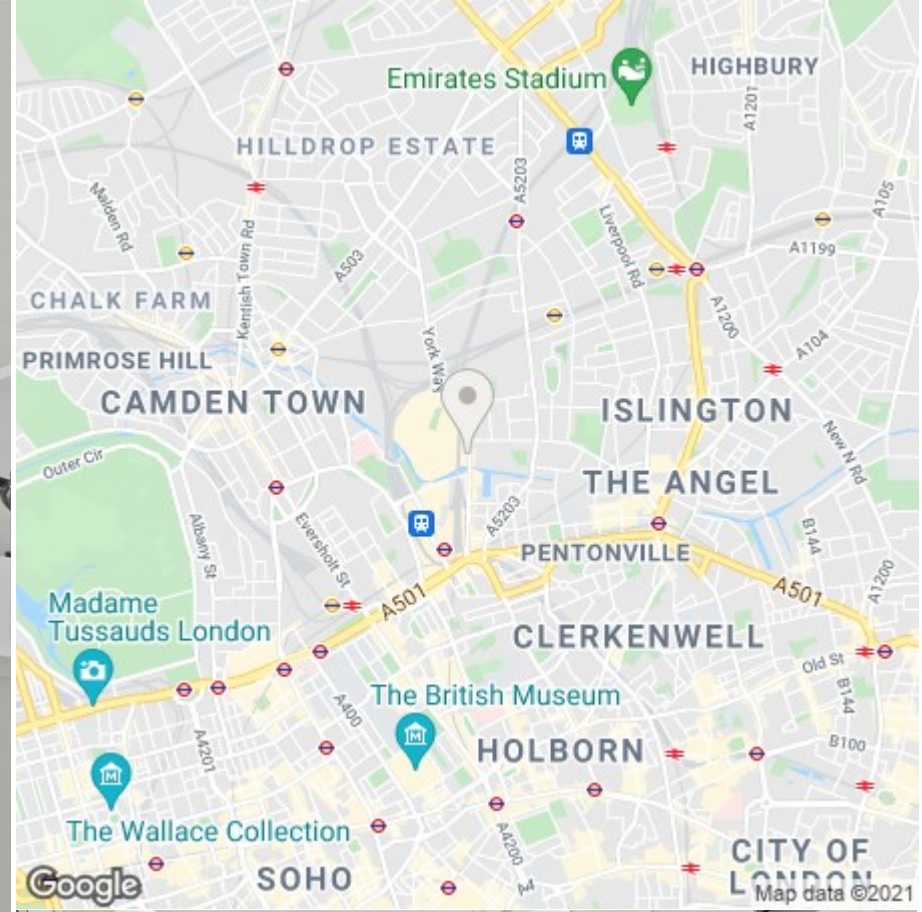 Emirates Stadium
HIGHBURY
A1201
HILLDROP ESTATE
A5203
A105
Malden Rd
Liverpool Rd
Kentish Town Rd
A503
A1199
CHALK FARM
A1200
York Way
A104
PRIMROSE HILL
CAMDEN TOWN
ISLINGTON
New N Rd
Outer Cir
THE ANGEL
Albany St
Eversholt St
A5203
B144
PENTONVILLE
A501
A501
A1200
Madame
Tussauds London
CLERKENWELL
Old St
B144
The British Museum
A400
A4201
HOLBORN
B100
The Wallace Collection
A4200
SOHO
CITY OF
LONDON
Google
Map data ©2021